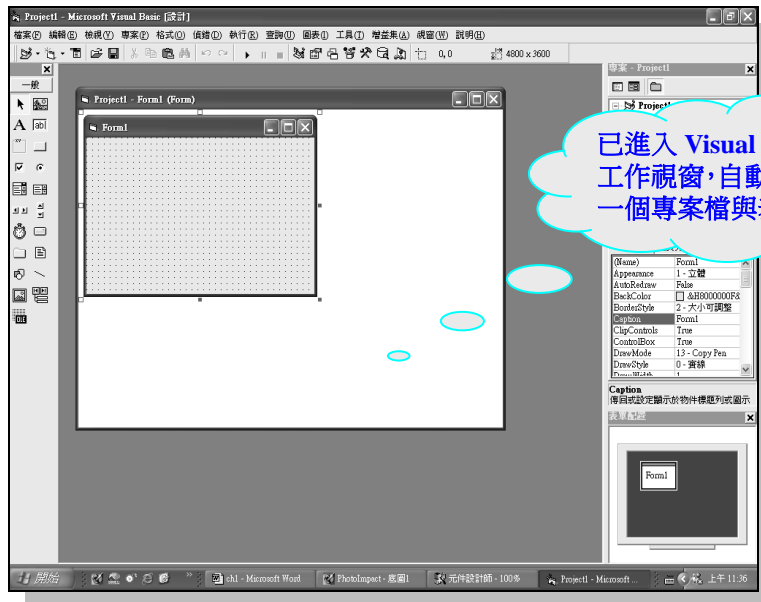 Project1 - Microsoft Visual Basic [設計]
檔案(F) 編輯(E) 檢視(V) 專案(P) 格式(O) 偵錯(D) 執行(R) 查詢(U) 圖表(I) 工具(T) 增益集(A) 視窗(W) 說明(H)
0, 0
4800 x 3600
一般
A
ab|
Project1 - Form1 (Form)
Form1
專案 - Project1
Project1
已進入 Visual
工作視窗,自動
一個專案檔與
(Name) Form1
Appearance 1 - 立體
AutoRedraw False
BackColor &H8000000F&
BorderStyle 2 - 大小可調整
Caption Form1
ClipControls True
ControlBox True
DrawMode 13 - Copy Pen
DrawStyle 0 - 實線
DrawWidth 1
Caption
傳回或設定顯示於物件標題列或圖示
表單配置
Form1
開始
ch1 - Microsoft Word
PhotoImpact - 底圖1
元件設計師 - 100%
Project1 - Microsoft ...
上午 11:36